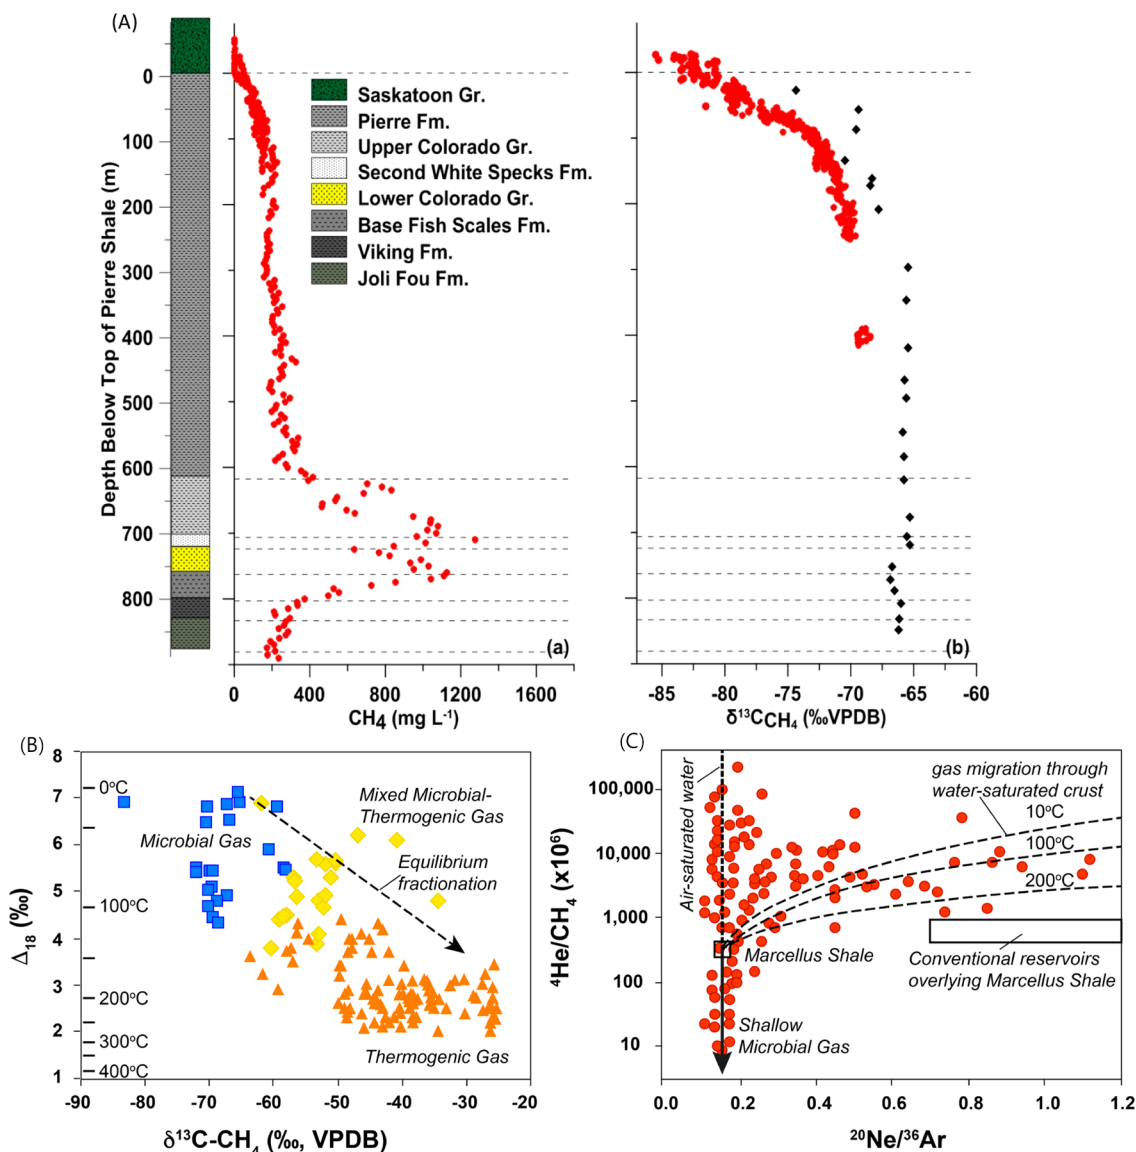 (A)
Depth Below Top of Pierre Shale (m)
0
100
200
300
400
500
600
700
800
Saskatoon Gr.
Pierre Fm.
Upper Colorado Gr.
Second White Specks Fm.
Lower Colorado Gr.
Base Fish Scales Fm.
Viking Fm.
Joli Fou Fm.
(a)
0 400 800 1200 1600
CH₄ (mg L⁻¹)
(b)
-85 -80 -75 -70 -65 -60
δ¹³C_CH₄ (‰VPDB)
(B)
Δ₁₈ (‰)
8
7
6
5
4
3
2
1
0°C
100°C
200°C
300°C
400°C
Microbial Gas
Mixed Microbial-
Thermogenic Gas
Equilibrium
fractionation
Thermogenic Gas
-90 -80 -70 -60 -50 -40 -30 -20
δ¹³C-CH₄ (‰, VPDB)
(C)
⁴He/CH₄ (x10⁶)
100,000
10,000
1,000
100
10
Air-saturated water
gas migration through
water-saturated crust
10°C
100°C
200°C
Marcellus Shale
Conventional reservoirs
overlying Marcellus Shale
Shallow
Microbial Gas
0.0 0.2 0.4 0.6 0.8 1.0 1.2
²⁰Ne/³⁶Ar